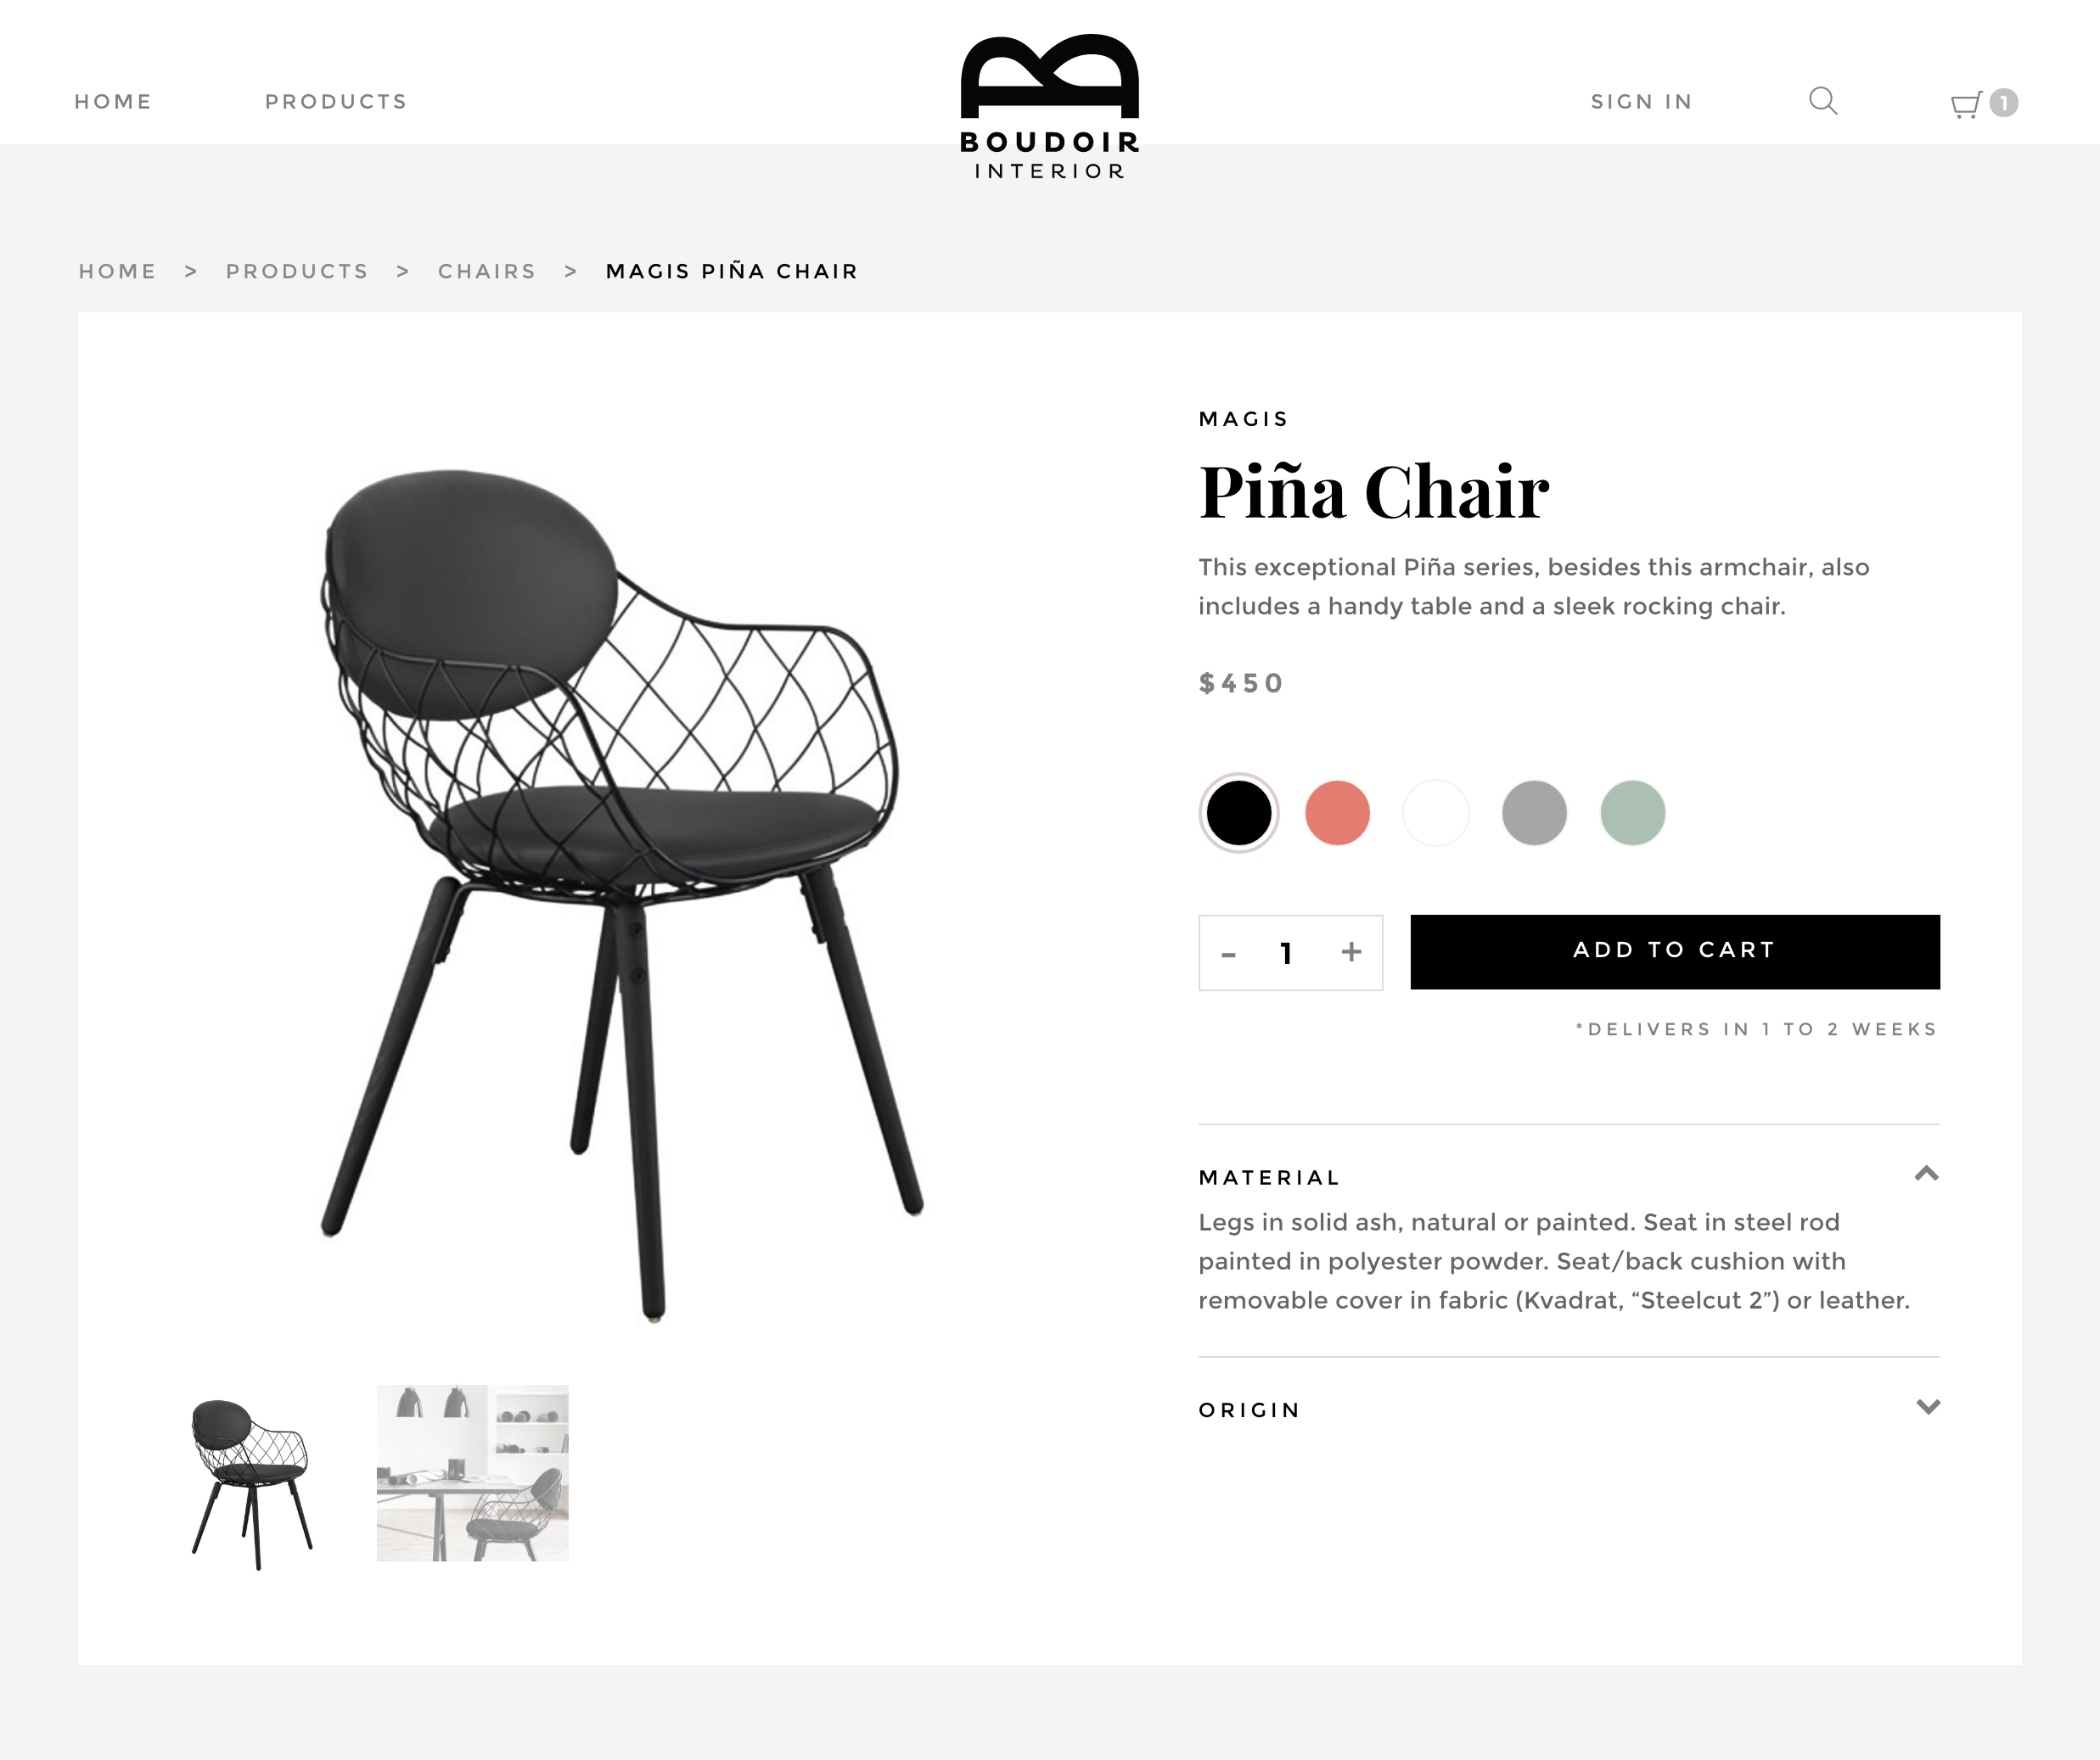 HOME
PRODUCTS
BOUDOIR
INTERIOR
SIGN IN
1
HOME > PRODUCTS > CHAIRS > MAGIS PIÑA CHAIR
MAGIS
Piña Chair
This exceptional Piña series, besides this armchair, also
includes a handy table and a sleek rocking chair.
$450
- 1 +
ADD TO CART
*DELIVERS IN 1 TO 2 WEEKS
MATERIAL
Legs in solid ash, natural or painted. Seat in steel rod
painted in polyester powder. Seat/back cushion with
removable cover in fabric (Kvadrat, “Steelcut 2”) or leather.
ORIGIN